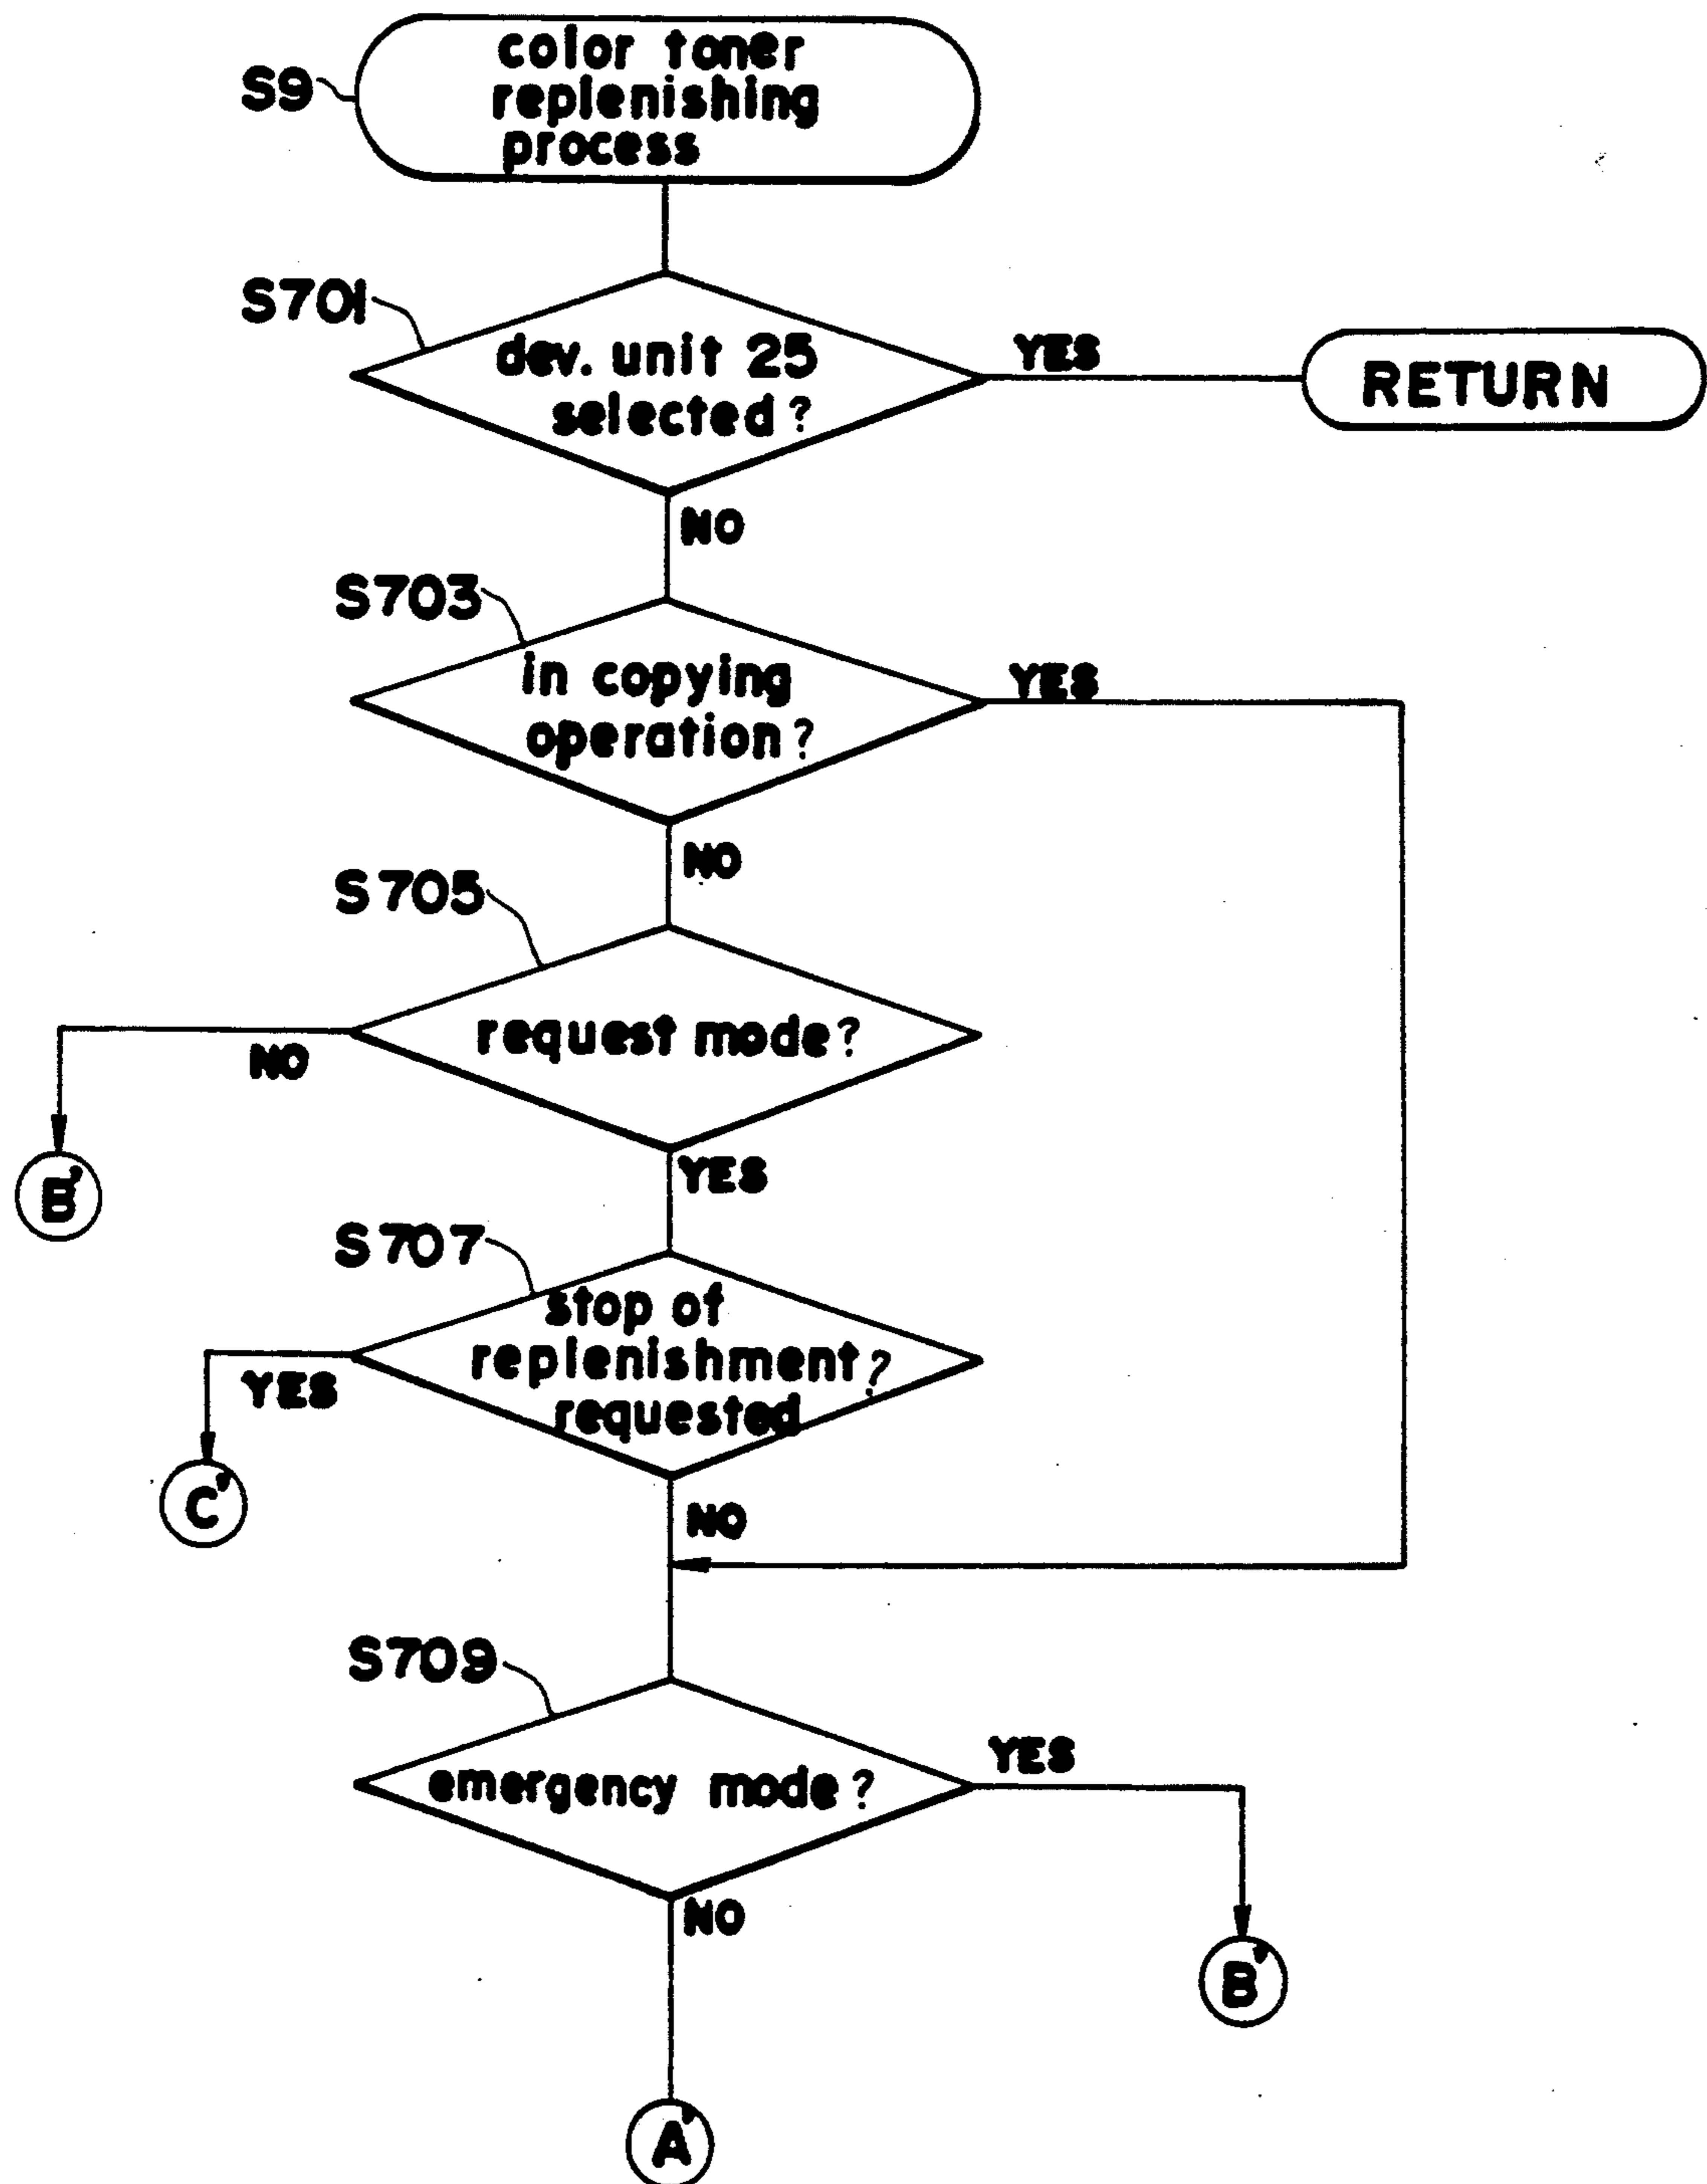 S9
color toner
replenishing
process
S701
dev. unit 25
selected?
YES
RETURN
NO
S703
in copying
operation?
YES
NO
S705
request mode?
NO
B'
YES
S707
stop of
replenishment?
requested
YES
C'
NO
S709
emergency mode?
YES
B'
NO
A'